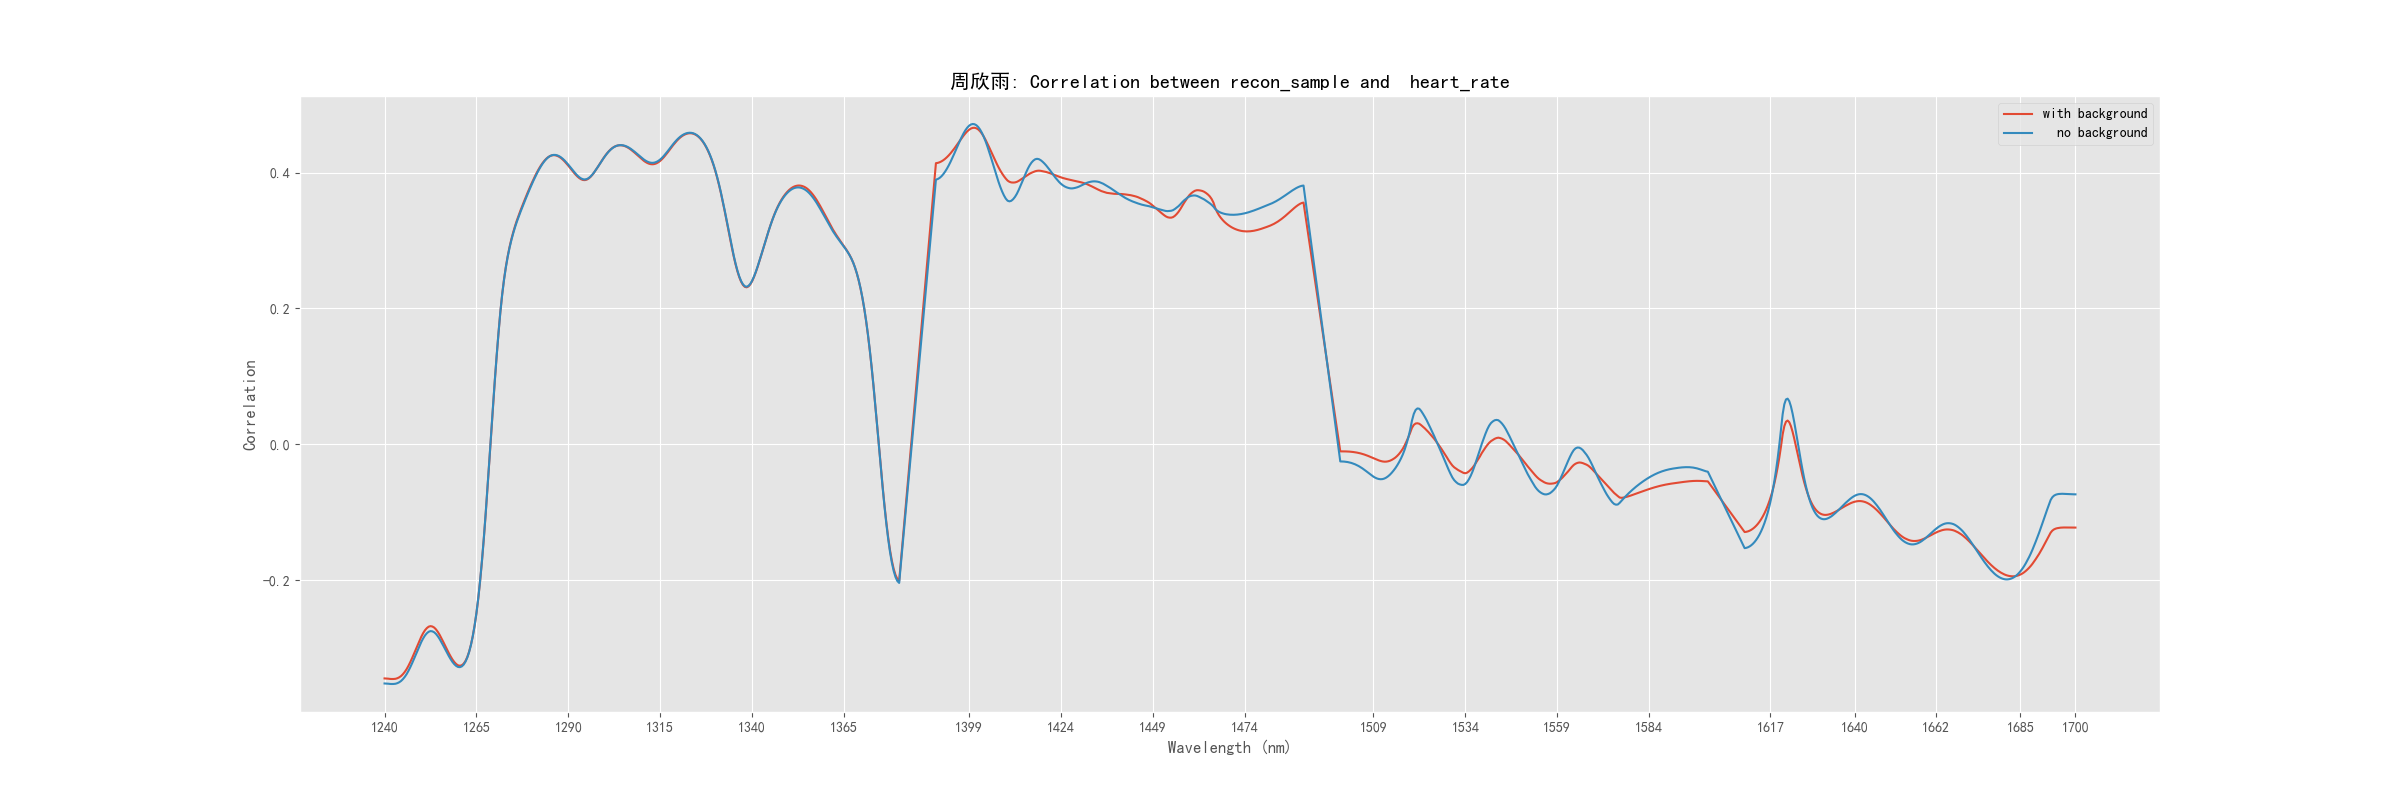 周欣雨: Correlation between recon_sample and  heart_rate
with background
no background
Correlation
0.4
0.2
0.0
-0.2
1240 1265 1290 1315 1340 1365 1399 1424 1449 1474 1509 1534 1559 1584 1617 1640 1662 1685 1700
Wavelength (nm)